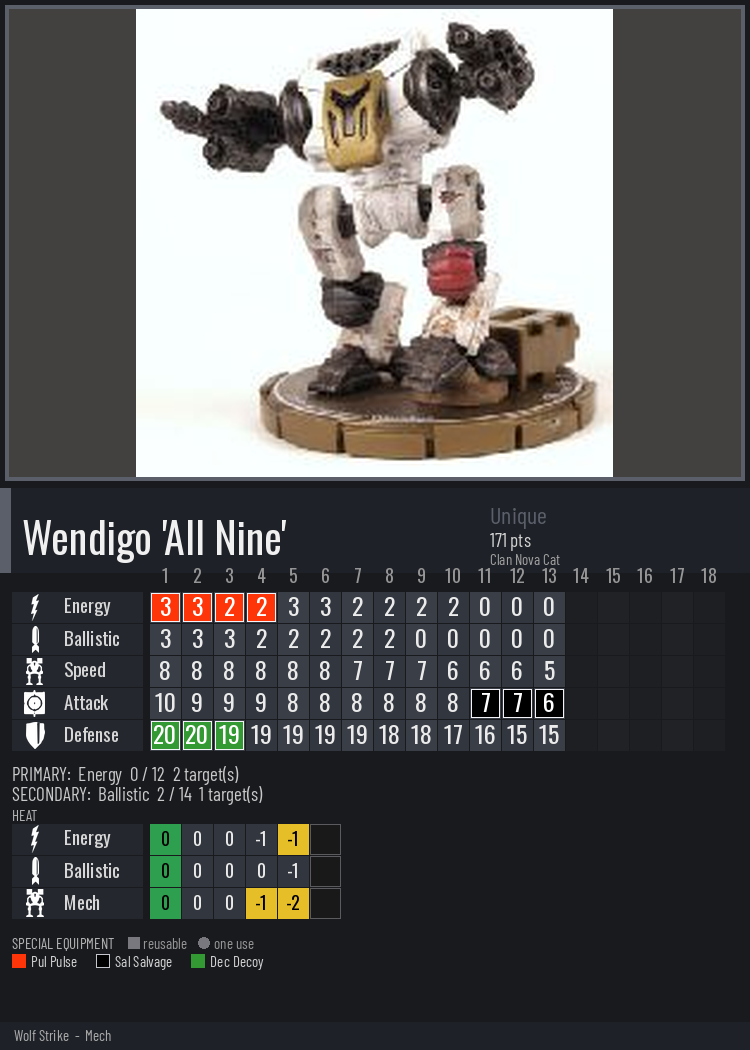 Wendigo 'All Nine'
Unique
171 pts
Clan Nova Cat
1 2 3 4 5 6 7 8 9 10 11 12 13 14 15 16 17 18
Energy 3 3 2 2 3 3 2 2 2 2 0 0 0
Ballistic 3 3 3 2 2 2 2 2 0 0 0 0 0
Speed 8 8 8 8 8 8 7 7 7 6 6 6 5
Attack 10 9 9 9 8 8 8 8 8 8 7 7 6
Defense 20 20 19 19 19 19 19 18 18 17 16 15 15
PRIMARY: Energy 0 / 12 2 target(s)
SECONDARY: Ballistic 2 / 14 1 target(s)
HEAT
Energy 0 0 0 -1 -1
Ballistic 0 0 0 0 -1
Mech 0 0 0 -1 -2
SPECIAL EQUIPMENT reusable one use
Pul Pulse Sal Salvage Dec Decoy
Wolf Strike - Mech